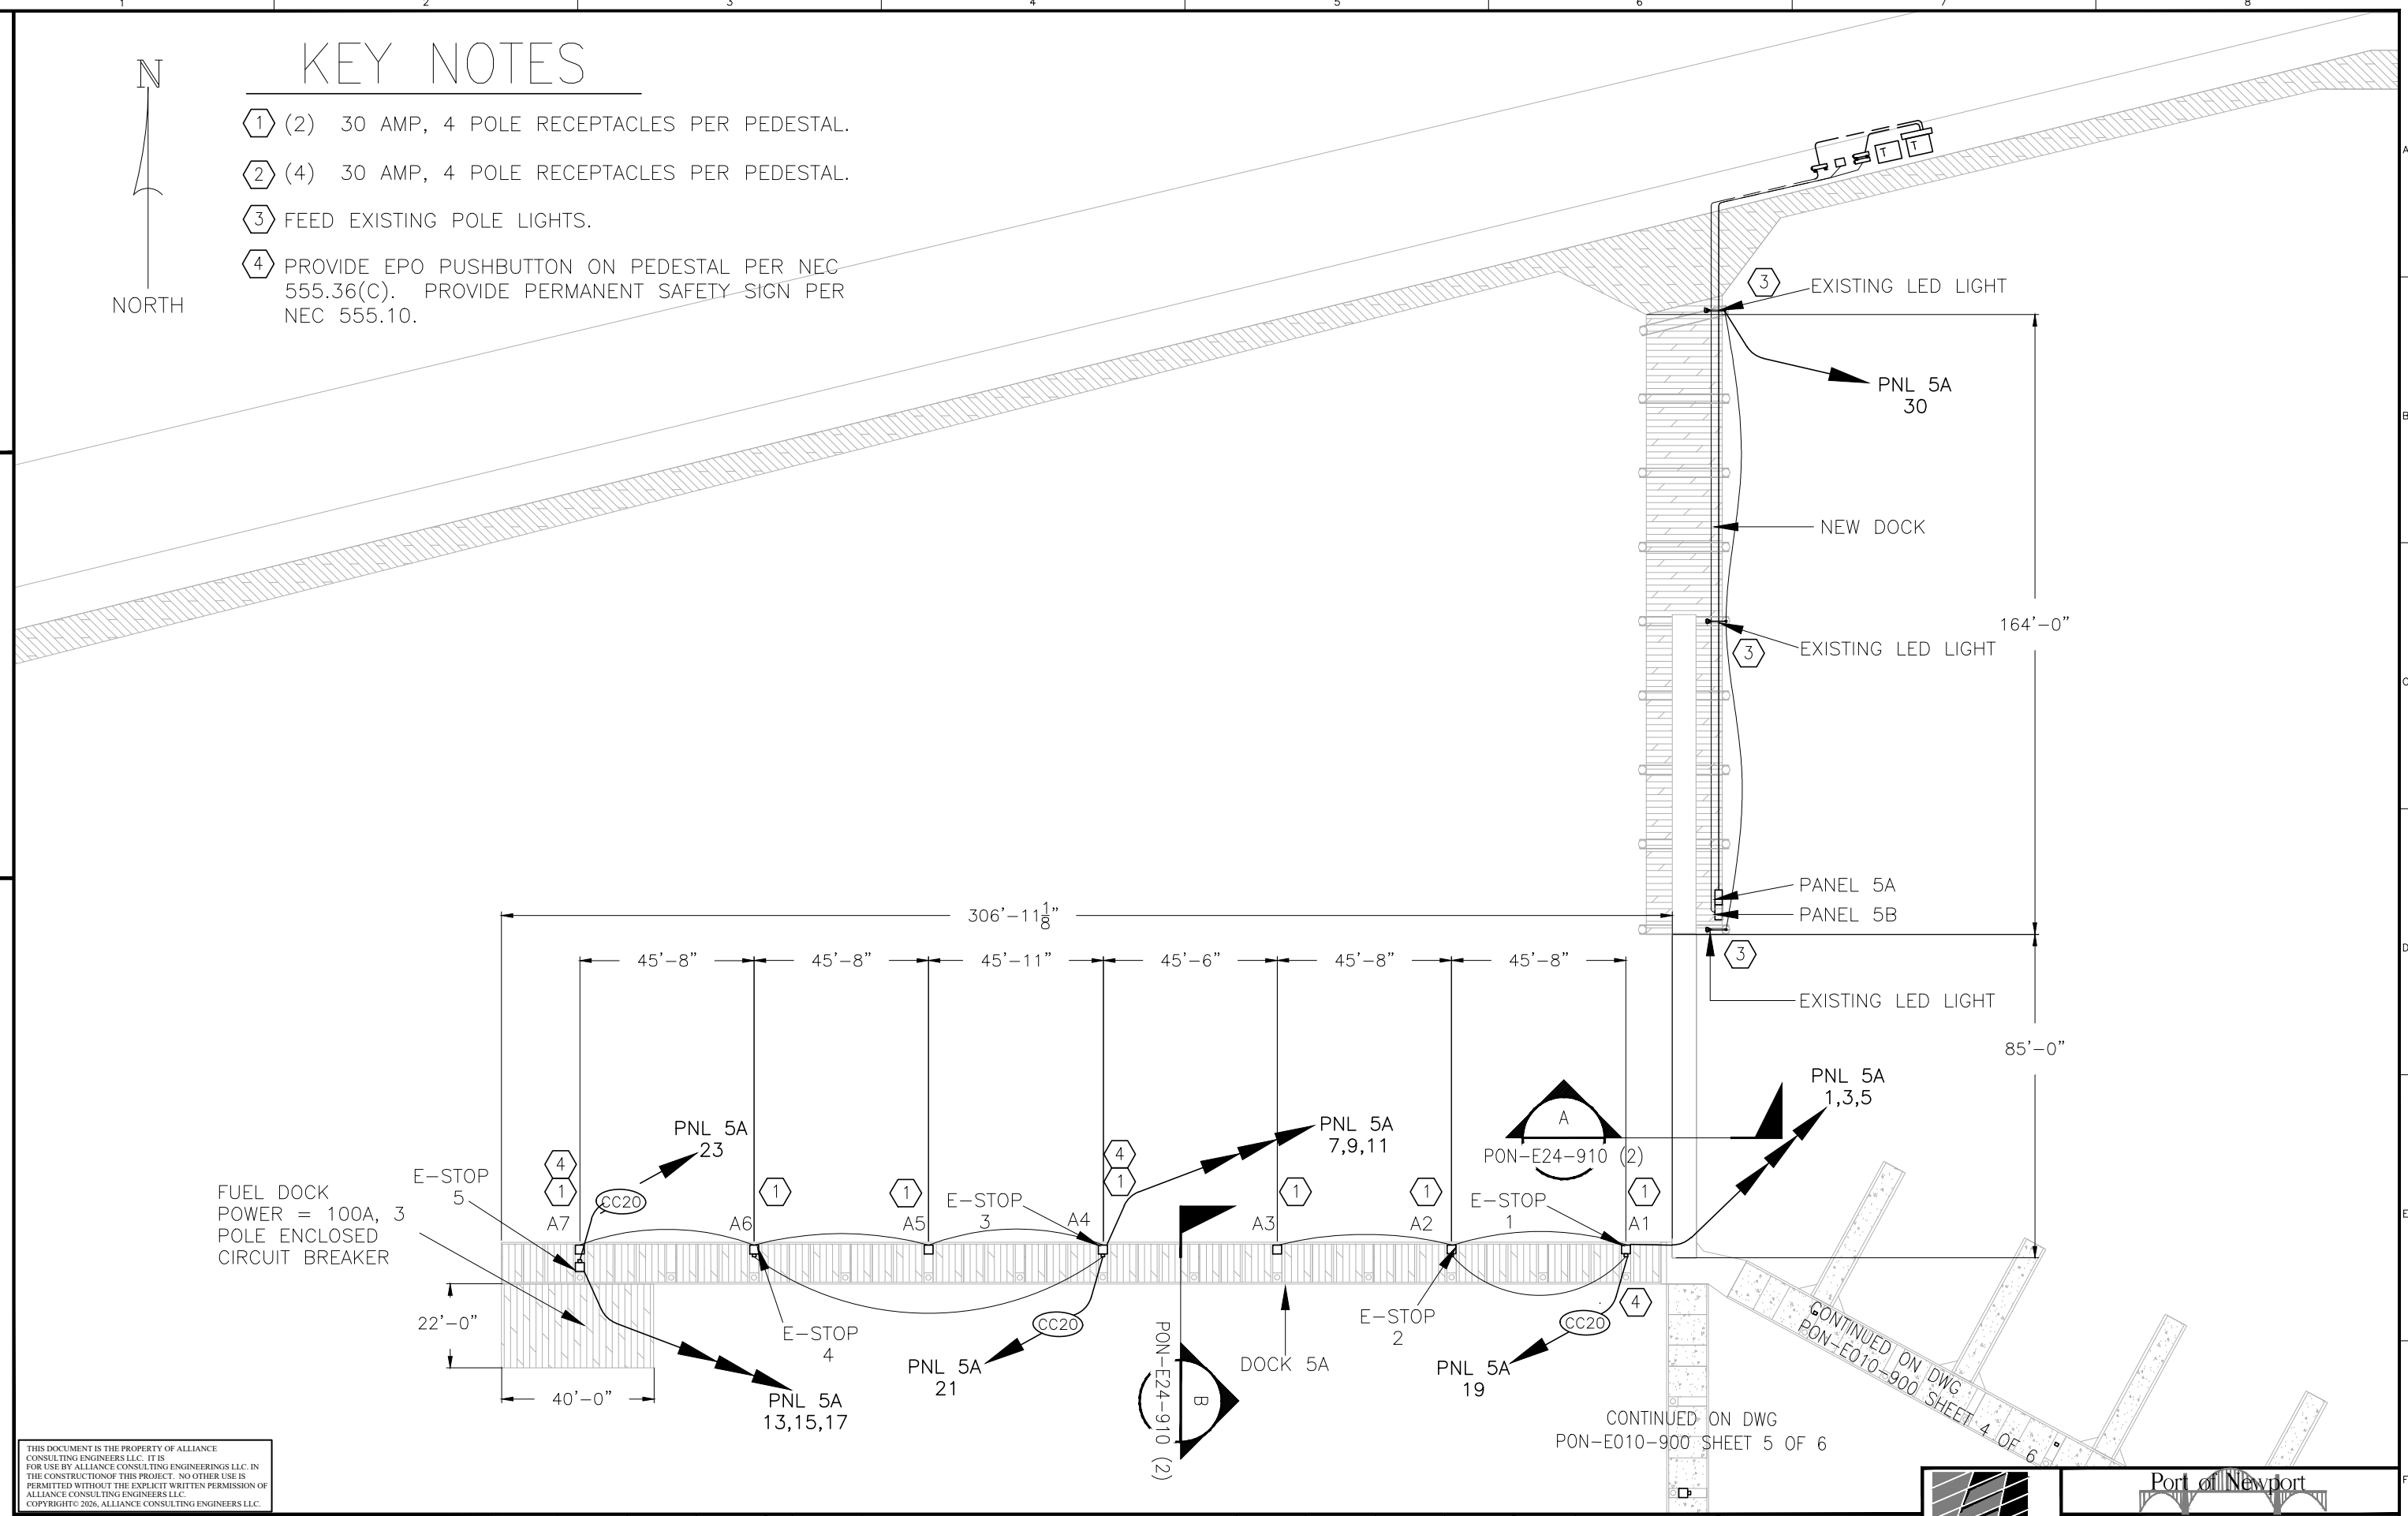 1 2 3 4 5 6 7 8
KEY NOTES
N
NORTH
1 (2) 30 AMP, 4 POLE RECEPTACLES PER PEDESTAL.
2 (4) 30 AMP, 4 POLE RECEPTACLES PER PEDESTAL.
3 FEED EXISTING POLE LIGHTS.
4 PROVIDE EPO PUSHBUTTON ON PEDESTAL PER NEC
555.36(C). PROVIDE PERMANENT SAFETY SIGN PER
NEC 555.10.
A
B
C
D
E
F
T T
3
EXISTING LED LIGHT
PNL 5A
30
NEW DOCK
164'-0"
EXISTING LED LIGHT
3
PANEL 5A
PANEL 5B
3
EXISTING LED LIGHT
85'-0"
306'-11 1/8"
45'-8" 45'-8" 45'-11" 45'-6" 45'-8" 45'-8"
PNL 5A
1,3,5
A
PON-E24-910 (2)
PNL 5A
7,9,11
PNL 5A
23
4
1
CC20
1
1
4
1
1
1
1
E-STOP
5
E-STOP
3
E-STOP
1
A7 A6 A5 A4 A3 A2 A1
FUEL DOCK
POWER = 100A, 3
POLE ENCLOSED
CIRCUIT BREAKER
22'-0"
40'-0"
E-STOP
4
PNL 5A
13,15,17
CC20
PNL 5A
21
PON-E24-910 (2)
B
DOCK 5A
E-STOP
2
CC20
4
PNL 5A
19
CONTINUED ON DWG
PON-E010-900 SHEET 5 OF 6
CONTINUED ON DWG
PON-E010-900 SHEET 4 OF 6
THIS DOCUMENT IS THE PROPERTY OF ALLIANCE
CONSULTING ENGINEERS LLC. IT IS
FOR USE BY ALLIANCE CONSULTING ENGINEERINGS LLC. IN
THE CONSTRUCTIONOF THIS PROJECT. NO OTHER USE IS
PERMITTED WITHOUT THE EXPLICIT WRITTEN PERMISSION OF
ALLIANCE CONSULTING ENGINEERS LLC.
COPYRIGHT© 2026, ALLIANCE CONSULTING ENGINEERS LLC.
Port of Newport